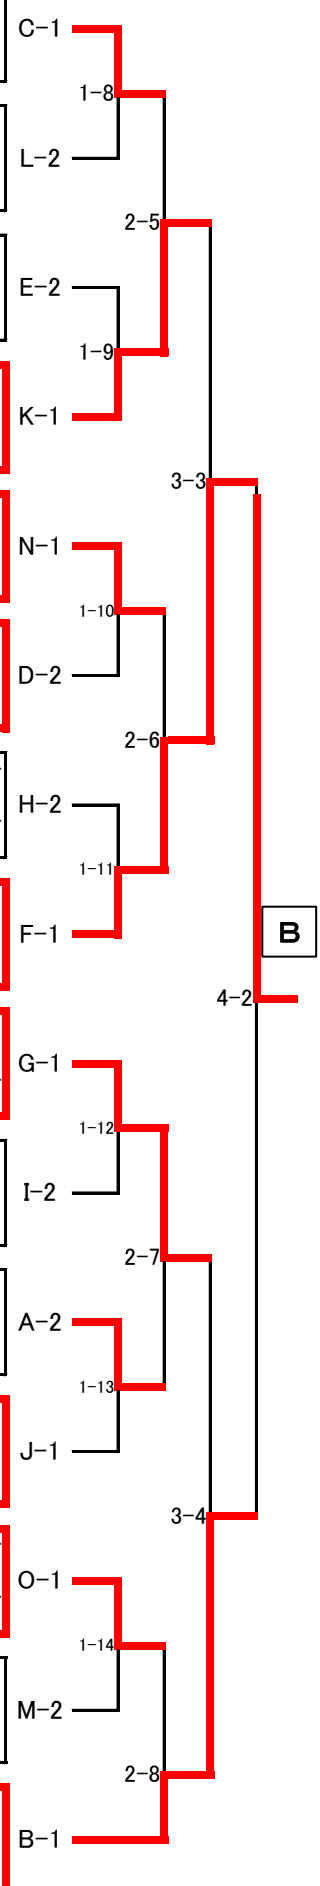 C-1
1-8
L-2
2-5
E-2
1-9
K-1
3-3
N-1
1-10
D-2
2-6
H-2
1-11
F-1
B
4-2
G-1
1-12
I-2
2-7
A-2
1-13
J-1
3-4
O-1
1-14
M-2
2-8
B-1